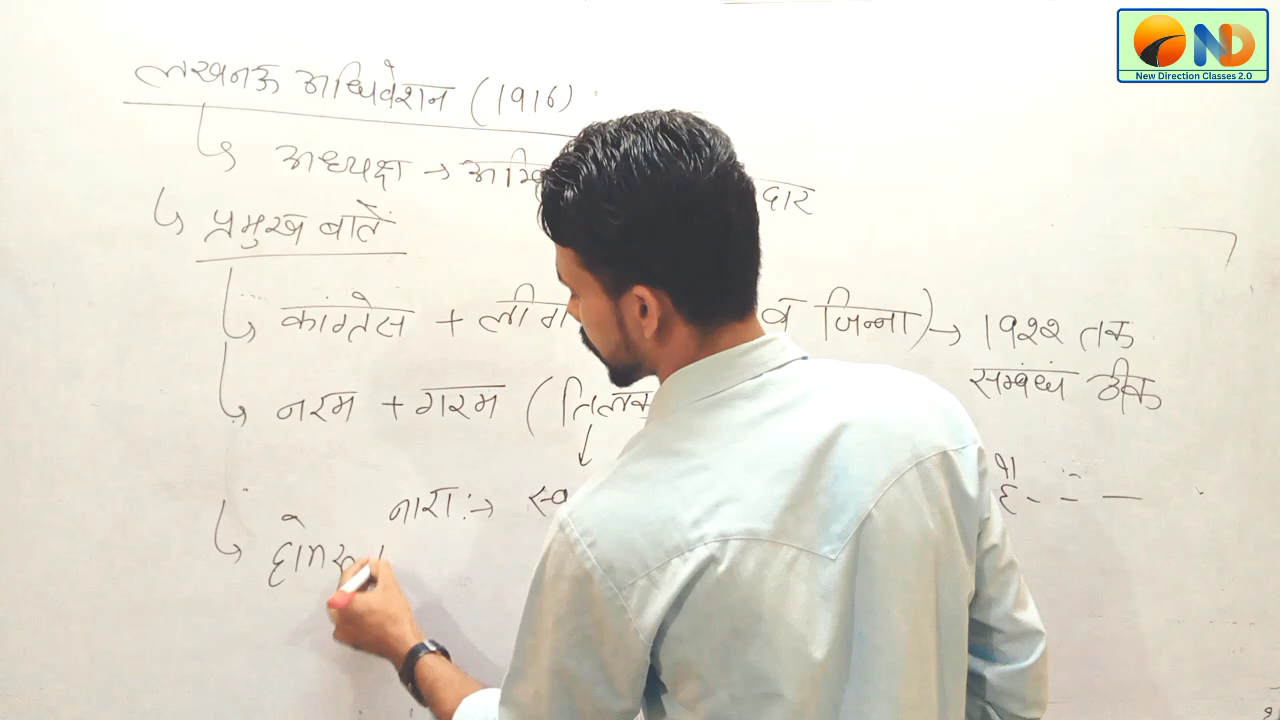 ND
New Direction Classes 2.0
लखनऊ अधिवेशन (1916)
अध्यक्ष → दार
प्रमुख बातें
कांग्रेस + लीग व जिन्ना) → 1922 तक
सम्बंध ठीक
नरम + गरम (तिलक
नारा :→
होमरू